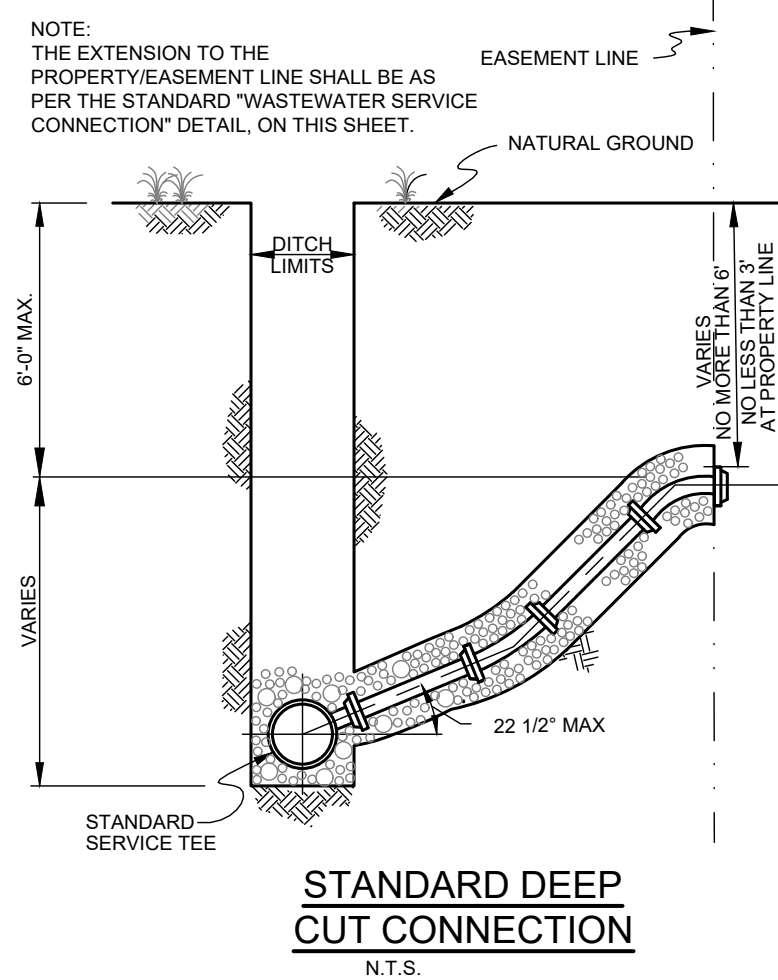 NOTE:
THE EXTENSION TO THE
PROPERTY/EASEMENT LINE SHALL BE AS
PER THE STANDARD "WASTEWATER SERVICE
CONNECTION" DETAIL, ON THIS SHEET.
EASEMENT LINE
NATURAL GROUND
DITCH
LIMITS
6'-0" MAX.
VARIES
NO MORE THAN 6'
NO LESS THAN 3'
AT PROPERTY LINE
VARIES
22 1/2° MAX
STANDARD
SERVICE TEE
STANDARD DEEP
CUT CONNECTION
N.T.S.